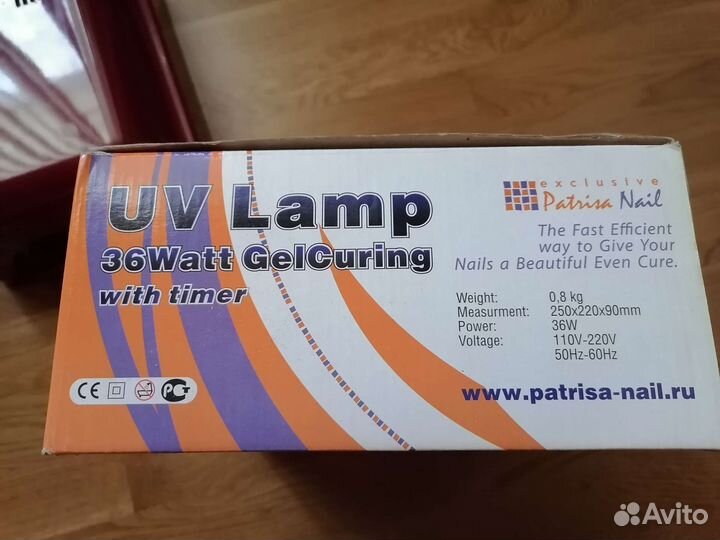 UV Lamp
36Watt GelCuring
with timer
CE
exclusive
Patrisa Nail
The Fast Efficient
way to Give Your
Nails a Beautiful Even Cure.
Weight: 0,8 kg
Measurment: 250x220x90mm
Power: 36W
Voltage: 110V-220V
50Hz-60Hz
www.patrisa-nail.ru
Avito